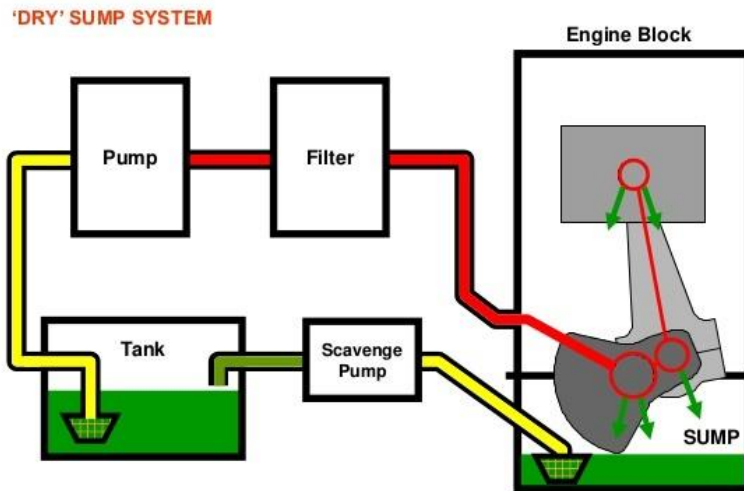 'DRY' SUMP SYSTEM
Engine Block
Pump
Filter
Tank
Scavenge
Pump
SUMP